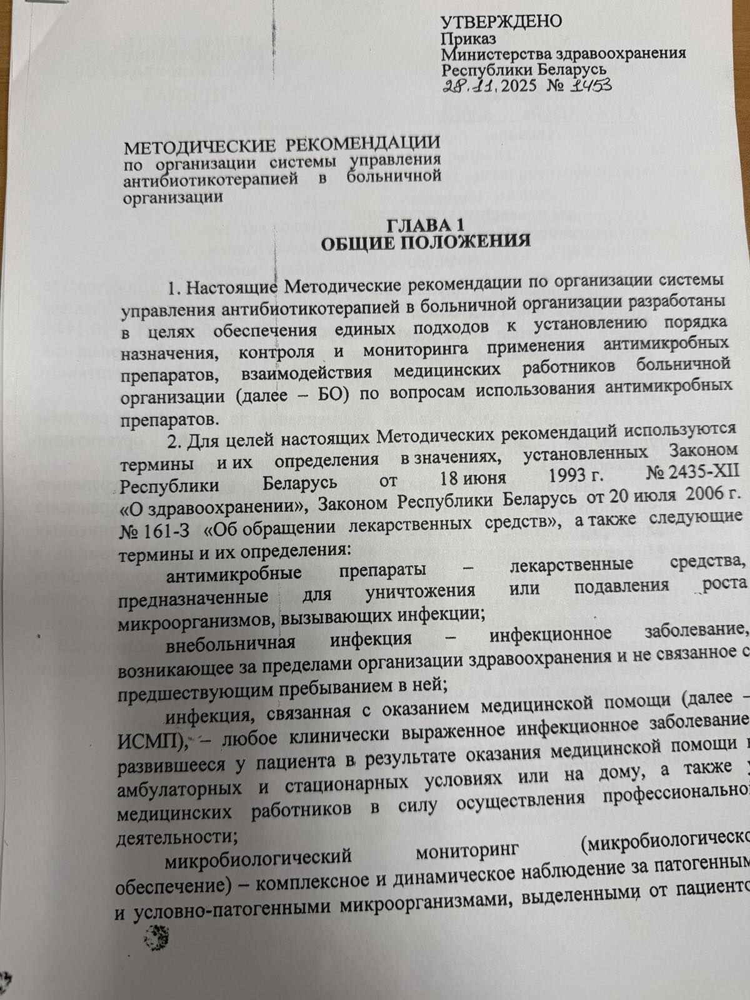 УТВЕРЖДЕНО
Приказ
Министерства здравоохранения
Республики Беларусь
28.11.2025 № 1453
МЕТОДИЧЕСКИЕ РЕКОМЕНДАЦИИ
по организации системы управления
антибиотикотерапией в больничной
организации
ГЛАВА 1
ОБЩИЕ ПОЛОЖЕНИЯ
1. Настоящие Методические рекомендации по организации системы
управления антибиотикотерапией в больничной организации разработаны
в целях обеспечения единых подходов к установлению порядка
назначения, контроля и мониторинга применения антимикробных
препаратов, взаимодействия медицинских работников больничной
организации (далее – БО) по вопросам использования антимикробных
препаратов.
2. Для целей настоящих Методических рекомендаций используются
термины и их определения в значениях, установленных Законом
Республики Беларусь от 18 июня 1993 г. № 2435-XII
«О здравоохранении», Законом Республики Беларусь от 20 июля 2006 г.
№ 161-З «Об обращении лекарственных средств», а также следующие
термины и их определения:
антимикробные препараты – лекарственные средства,
предназначенные для уничтожения или подавления роста
микроорганизмов, вызывающих инфекции;
внебольничная инфекция – инфекционное заболевание,
возникающее за пределами организации здравоохранения и не связанное с
предшествующим пребыванием в ней;
инфекция, связанная с оказанием медицинской помощи (далее –
ИСМП), – любое клинически выраженное инфекционное заболевание,
развившееся у пациента в результате оказания медицинской помощи в
амбулаторных и стационарных условиях или на дому, а также у
медицинских работников в силу осуществления профессионально
деятельности;
микробиологический мониторинг (микробиологическо
обеспечение) – комплексное и динамическое наблюдение за патогенным
и условно-патогенными микроорганизмами, выделенными от пациенто